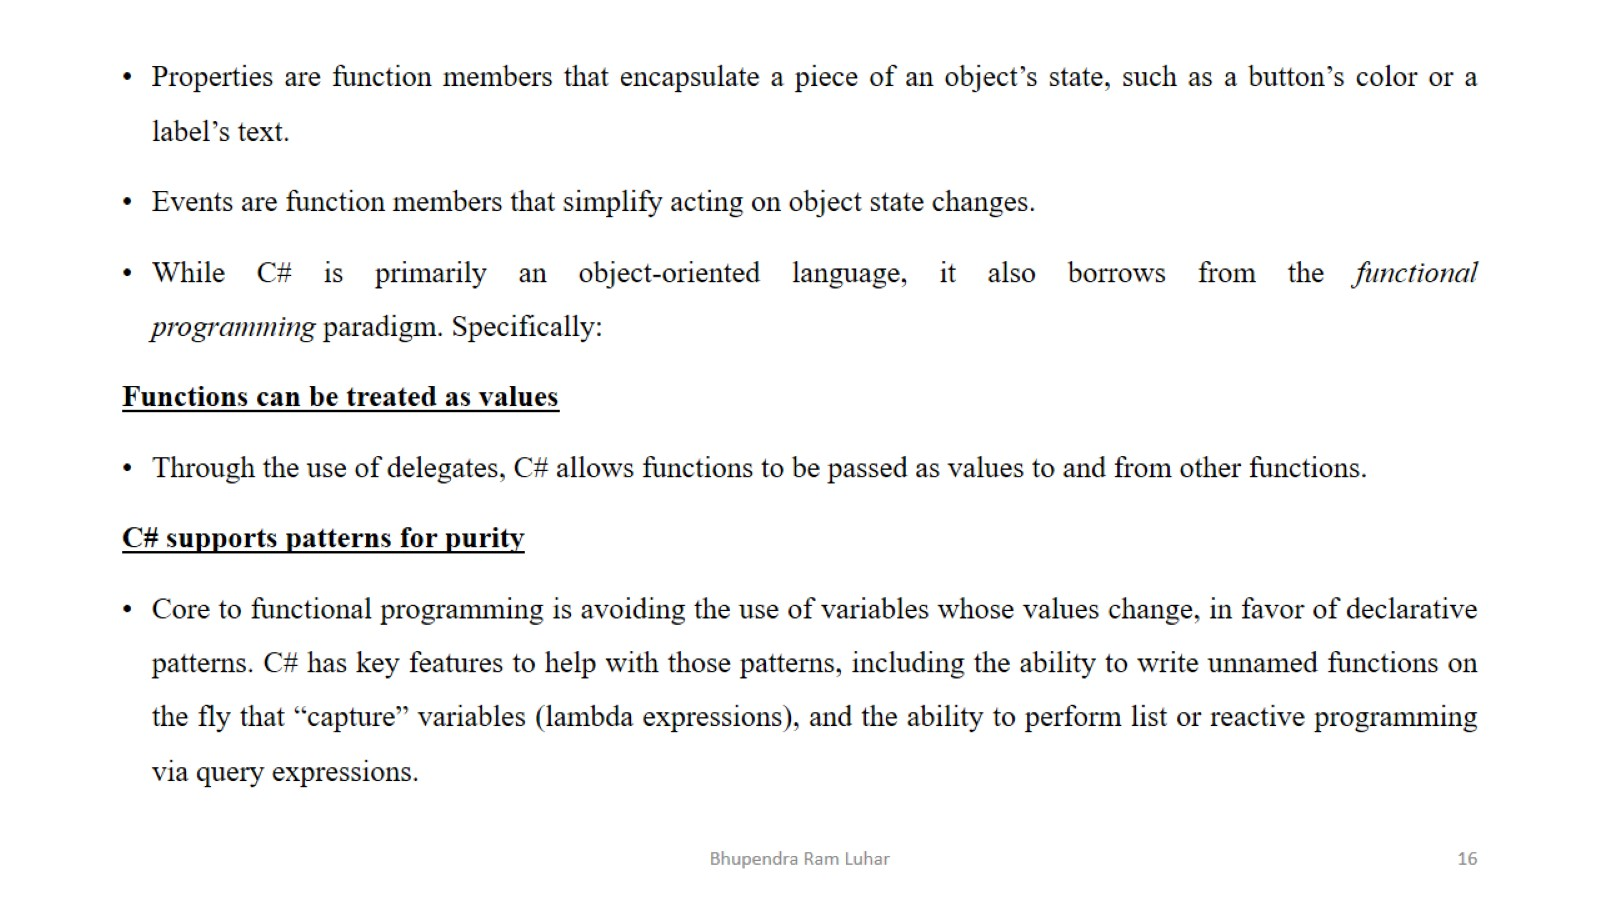 • Properties are function members that encapsulate a piece of an object’s state, such as a button’s color or a
label’s text.
• Events are function members that simplify acting on object state changes.
• While C# is primarily an object-oriented language, it also borrows from the functional
programming paradigm. Specifically:
Functions can be treated as values
• Through the use of delegates, C# allows functions to be passed as values to and from other functions.
C# supports patterns for purity
• Core to functional programming is avoiding the use of variables whose values change, in favor of declarative
patterns. C# has key features to help with those patterns, including the ability to write unnamed functions on
the fly that “capture” variables (lambda expressions), and the ability to perform list or reactive programming
via query expressions.
Bhupendra Ram Luhar 16